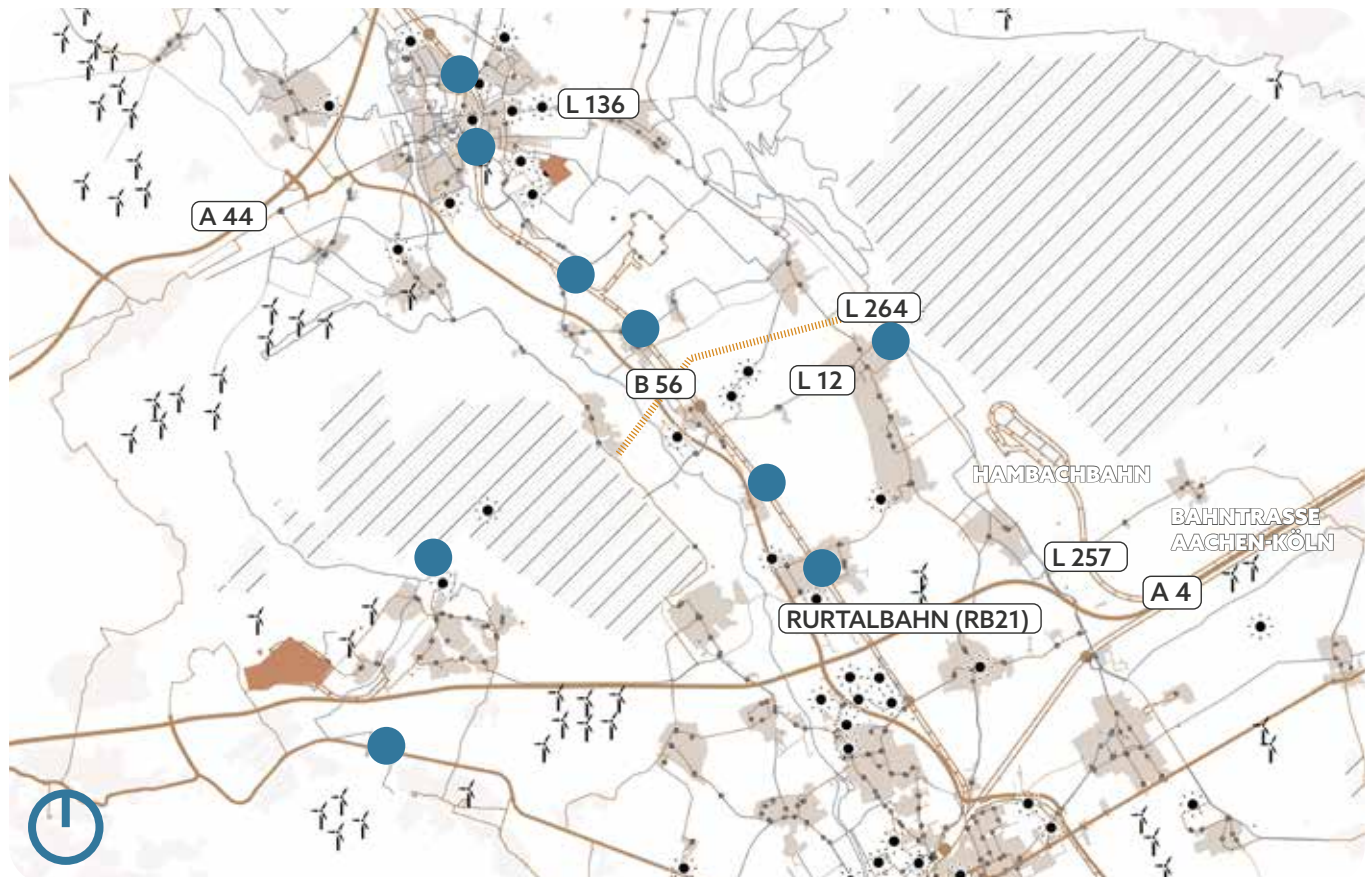 L 136
A 44
L 264
B 56
L 12
HAMBACHBAHN
BAHNTRASSE
AACHEN-KÖLN
L 257
A 4
RURTALBAHN (RB21)